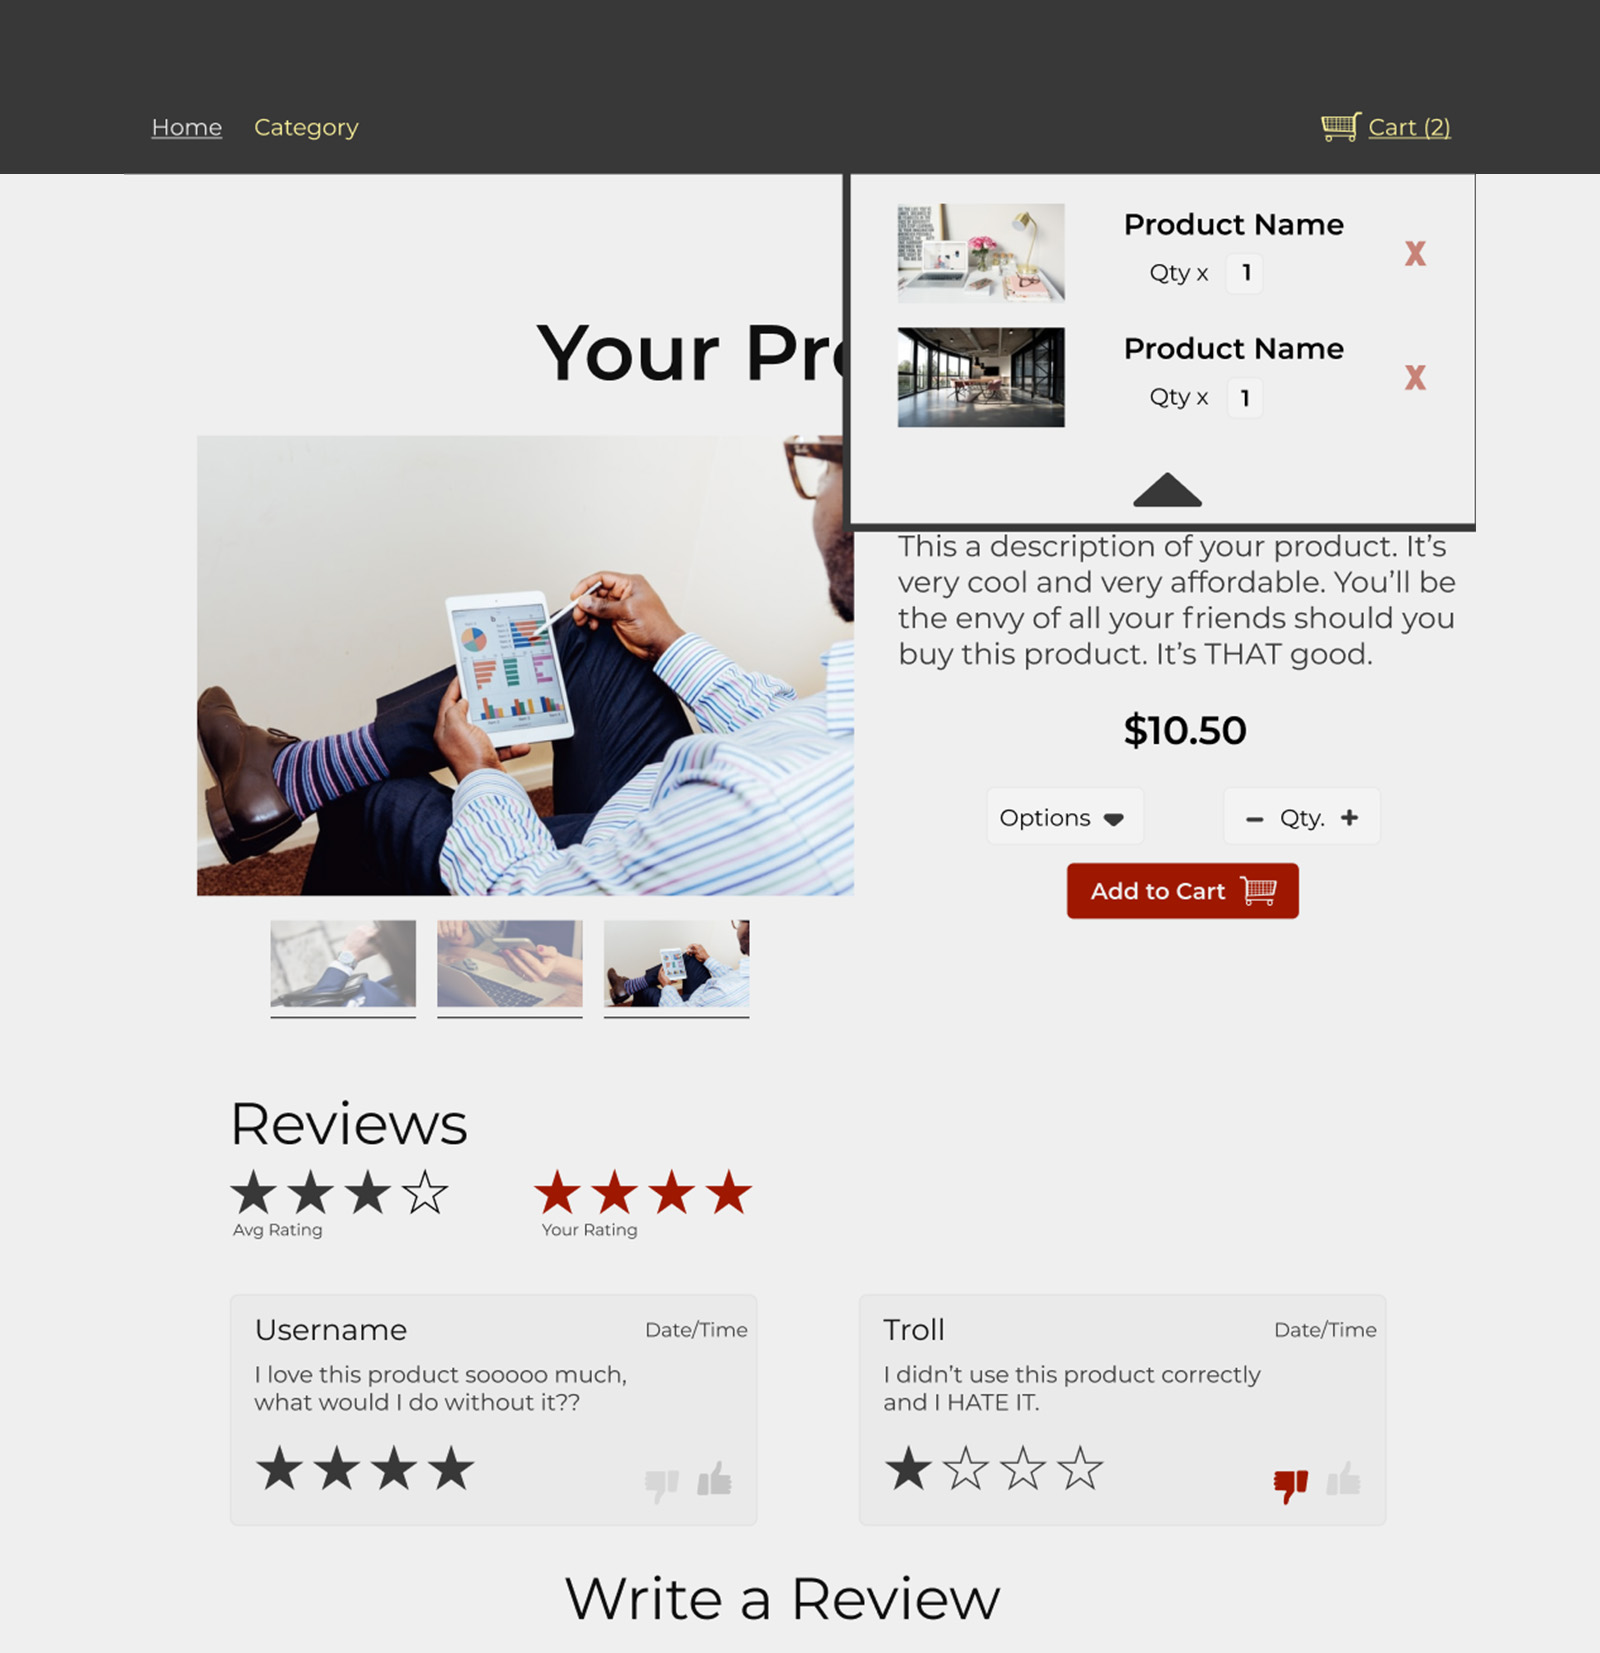 Home Category Cart (2)
Product Name
Qty x 1
Product Name
Qty x 1
Your Pro
This a description of your product. It’s
very cool and very affordable. You’ll be
the envy of all your friends should you
buy this product. It’s THAT good.
$10.50
Options - Qty. +
Add to Cart
Reviews
Avg Rating Your Rating
Username Date/Time
I love this product sooooo much,
what would I do without it??
Troll Date/Time
I didn’t use this product correctly
and I HATE IT.
Write a Review